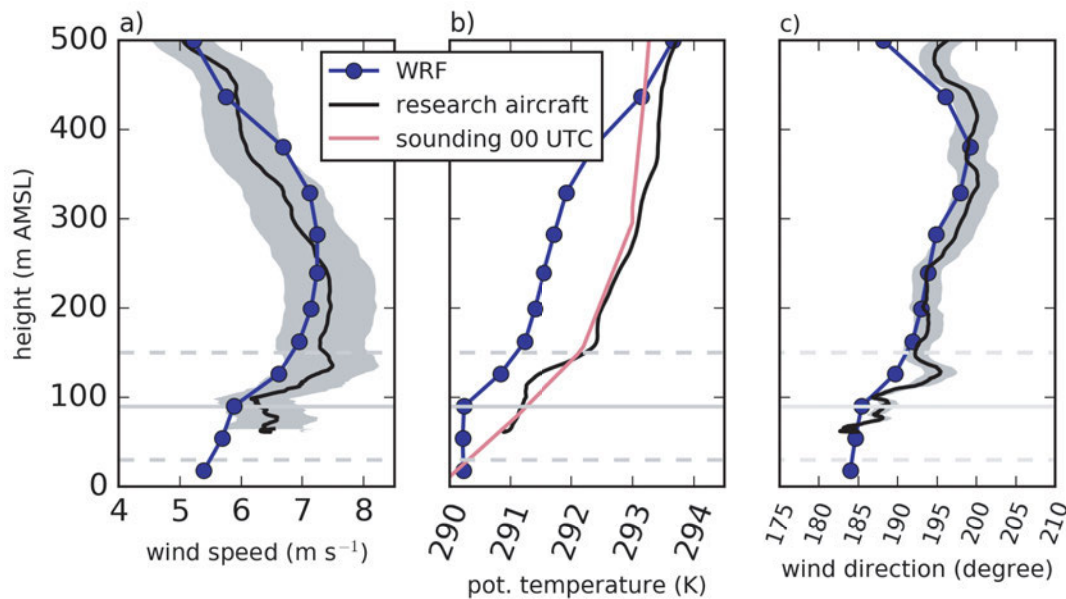 a)
b)
c)
500
400
300
200
100
0
height (m AMSL)
WRF
research aircraft
sounding 00 UTC
4 5 6 7 8
290 291 292 293 294
175 180 185 190 195 200 205 210
wind speed (m s⁻¹)
pot. temperature (K)
wind direction (degree)